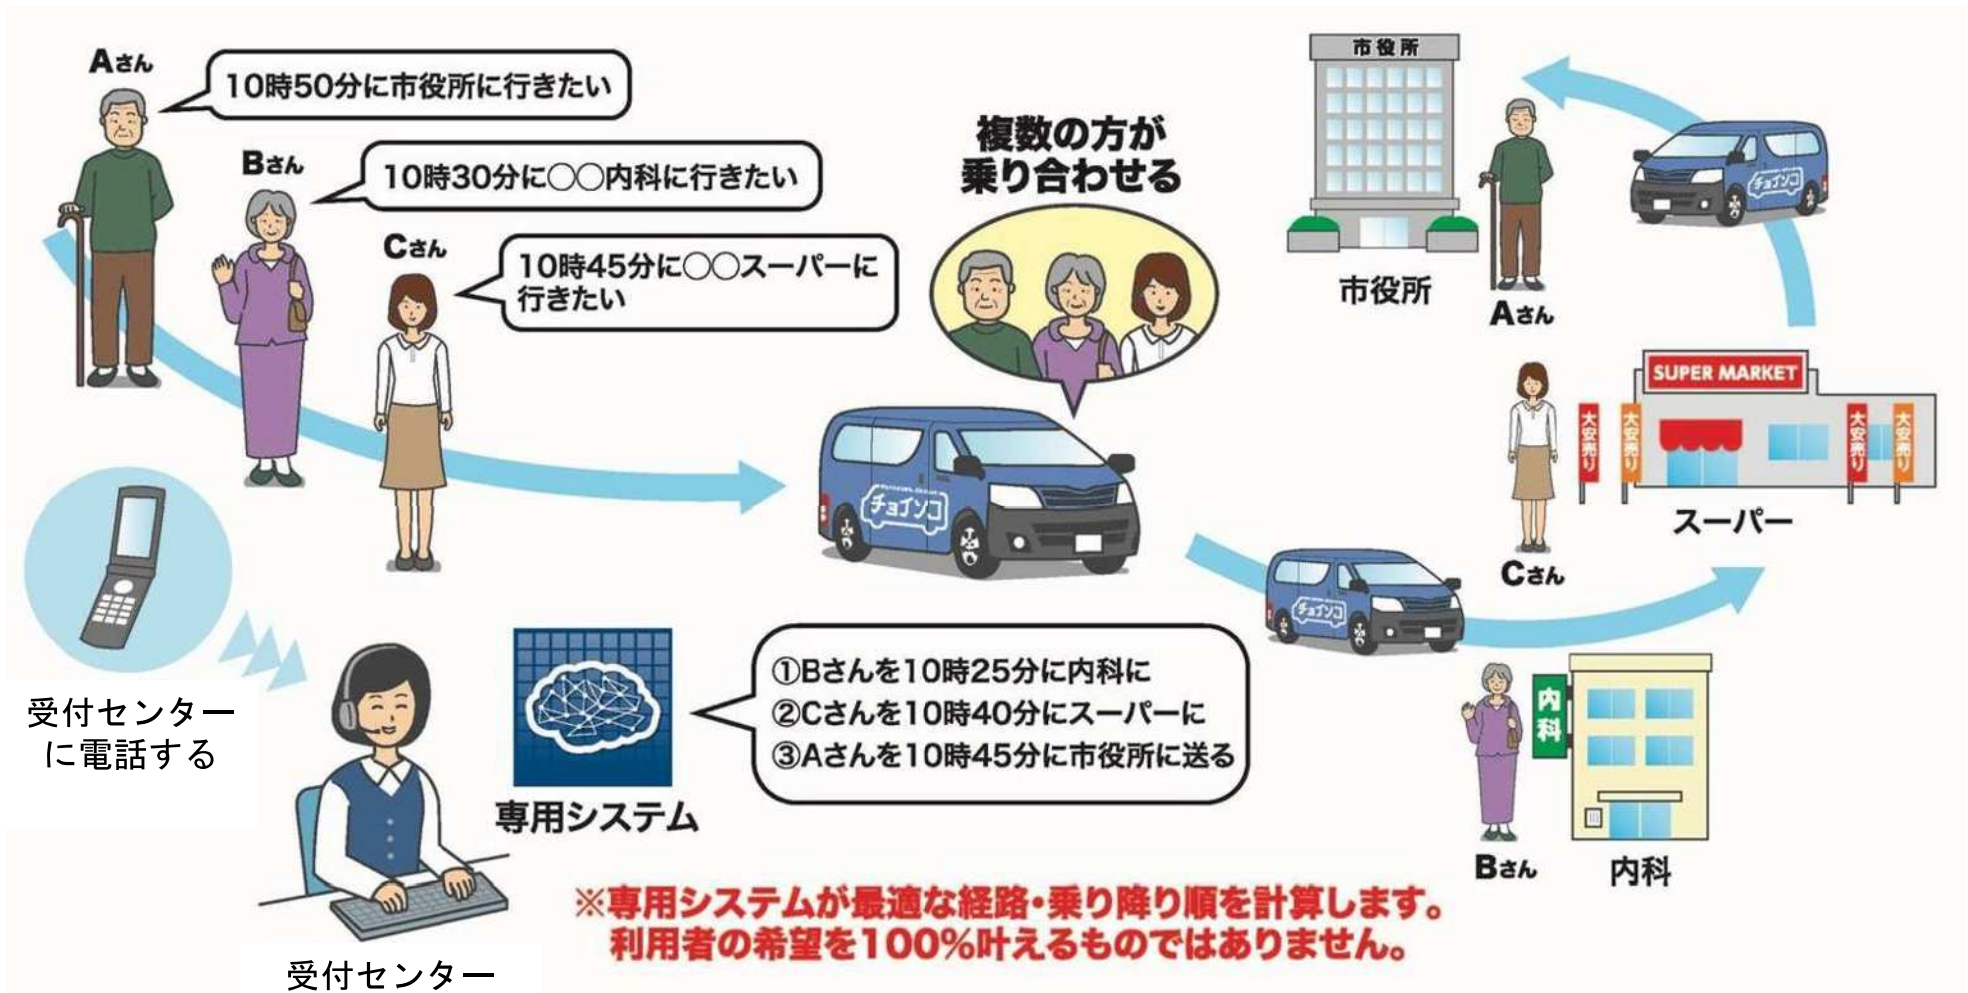 Aさん
10時50分に市役所に行きたい
Bさん
10時30分に○○内科に行きたい
Cさん
10時45分に○○スーパーに
行きたい
複数の方が
乗り合わせる
チョイソコ
市役所
市役所
Aさん
チョイソコ
SUPER MARKET
大安売り
大安売り
大安売り
大安売り
スーパー
Cさん
チョイソコ
内科
Bさん
内科
受付センター
に電話する
専用システム
①Bさんを10時25分に内科に
②Cさんを10時40分にスーパーに
③Aさんを10時45分に市役所に送る
※専用システムが最適な経路・乗り降り順を計算します。
利用者の希望を100%叶えるものではありません。
受付センター